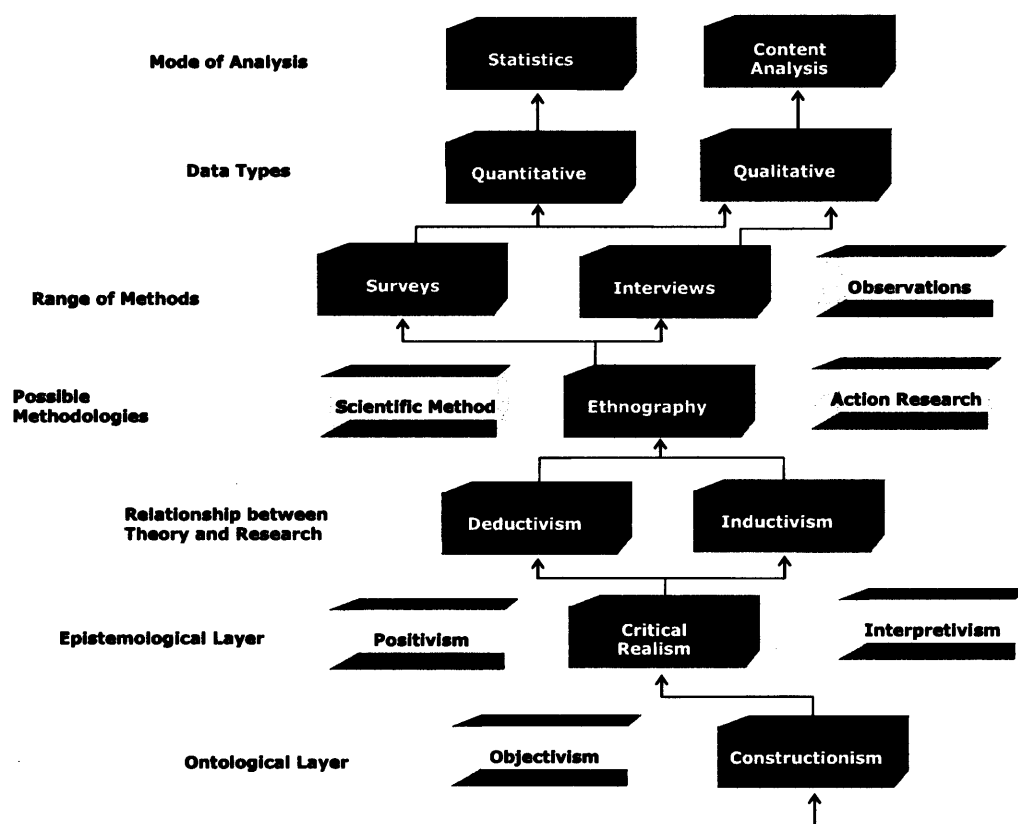 Mode of Analysis
Statistics
Content
Analysis
Data Types
Quantitative
Qualitative
Range of Methods
Surveys
Interviews
Observations
Possible
Methodologies
Scientific Method
Ethnography
Action Research
Relationship between
Theory and Research
Deductivism
Inductivism
Epistemological Layer
Positivism
Critical
Realism
Interpretivism
Ontological Layer
Objectivism
Constructionism